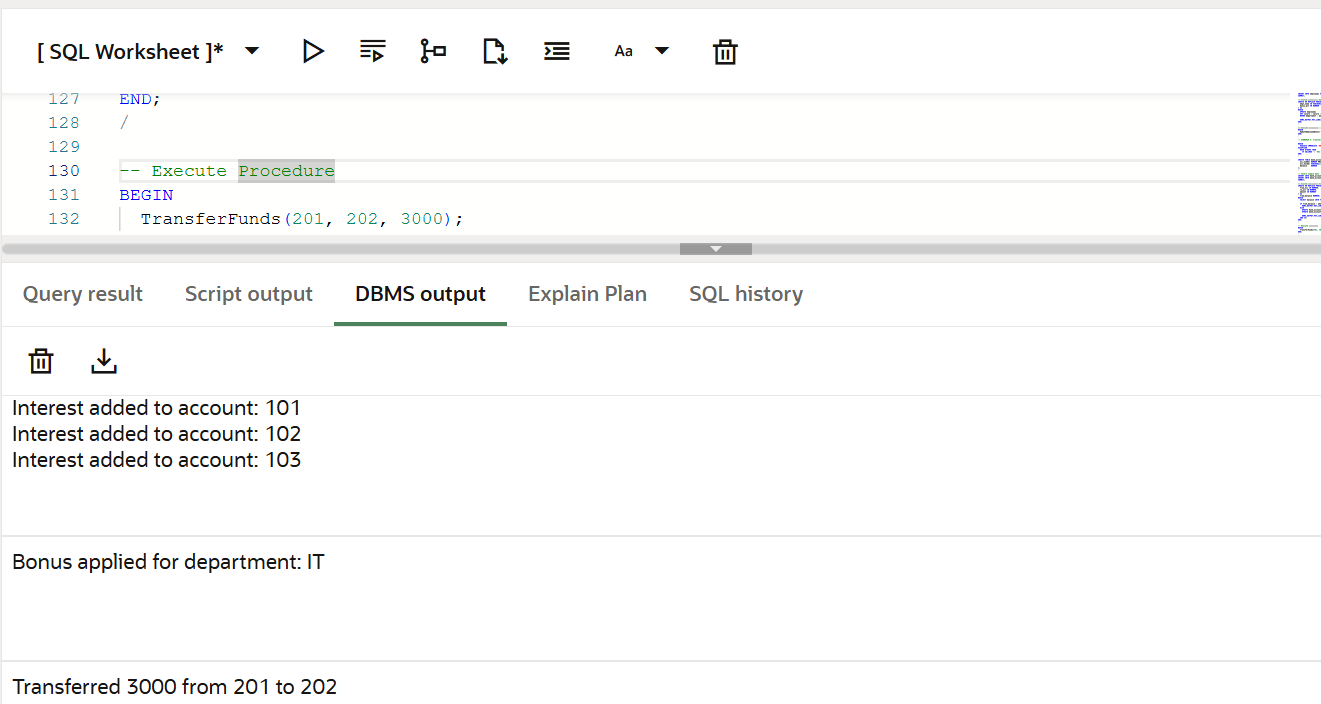 [ SQL Worksheet ]* Aa
127 END;
128 /
129
130 -- Execute Procedure
131 BEGIN
132 TransferFunds(201, 202, 3000);
Query result Script output DBMS output Explain Plan SQL history
Interest added to account: 101
Interest added to account: 102
Interest added to account: 103
Bonus applied for department: IT
Transferred 3000 from 201 to 202